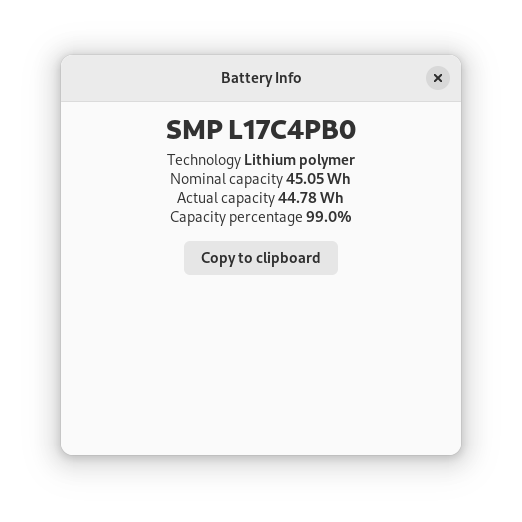 Battery Info
SMP L17C4PB0
Technology Lithium polymer
Nominal capacity 45.05 Wh
Actual capacity 44.78 Wh
Capacity percentage 99.0%
Copy to clipboard